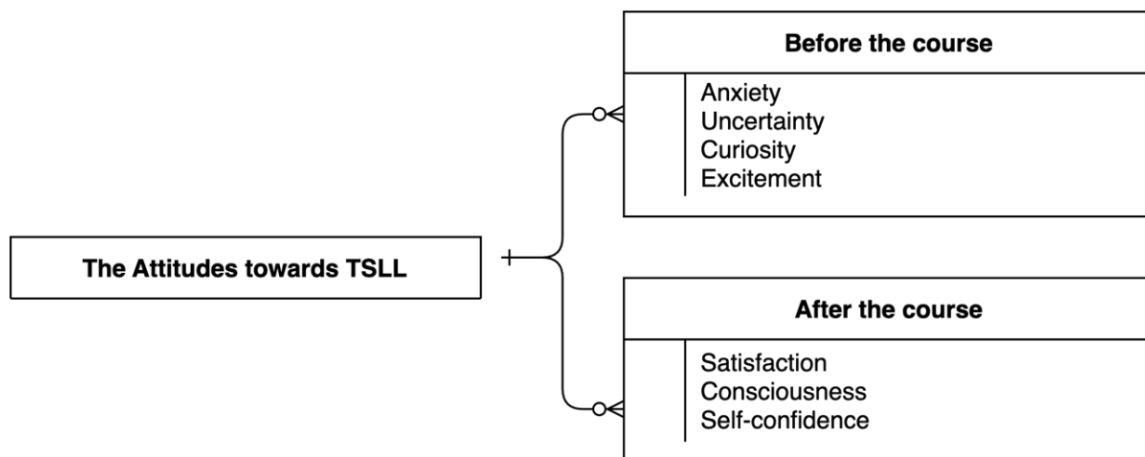 The Attitudes towards TSLL
Before the course
Anxiety
Uncertainty
Curiosity
Excitement
After the course
Satisfaction
Consciousness
Self-confidence